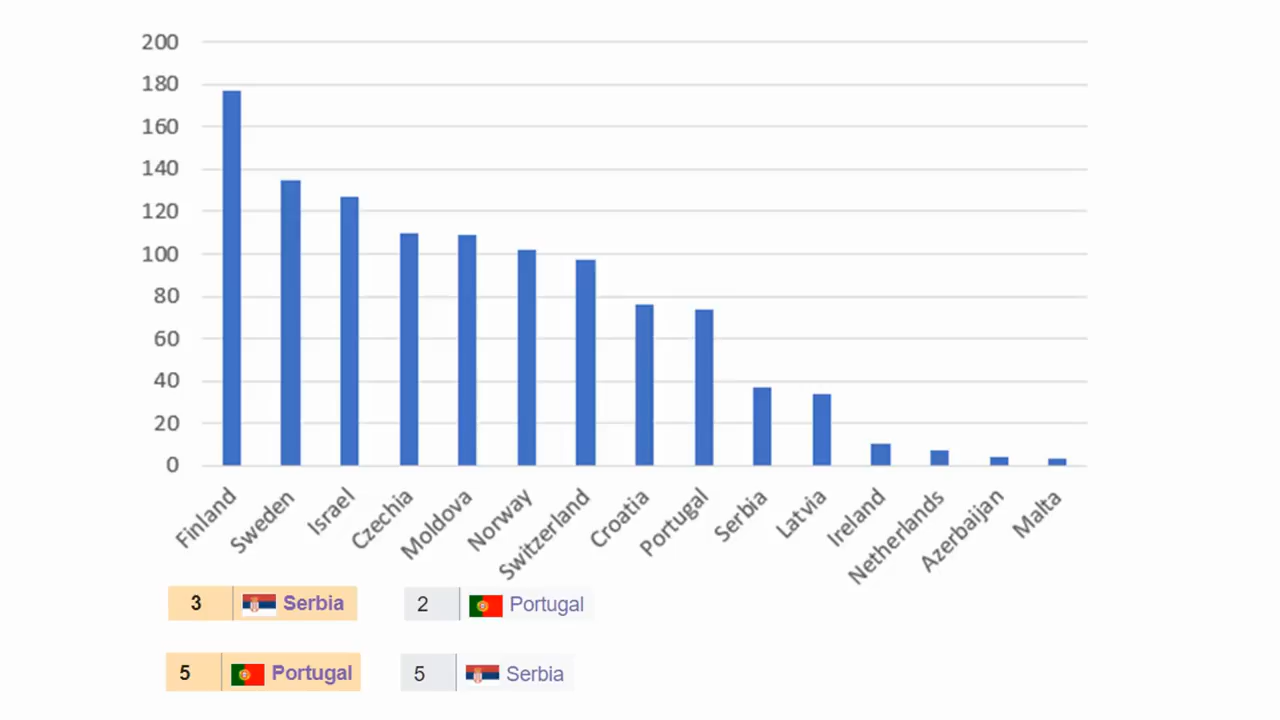 200
180
160
140
120
100
80
60
40
20
0
Finland
Sweden
Israel
Czechia
Moldova
Norway
Switzerland
Croatia
Portugal
Serbia
Latvia
Ireland
Netherlands
Azerbaijan
Malta
3 Serbia
2 Portugal
5 Portugal
5 Serbia